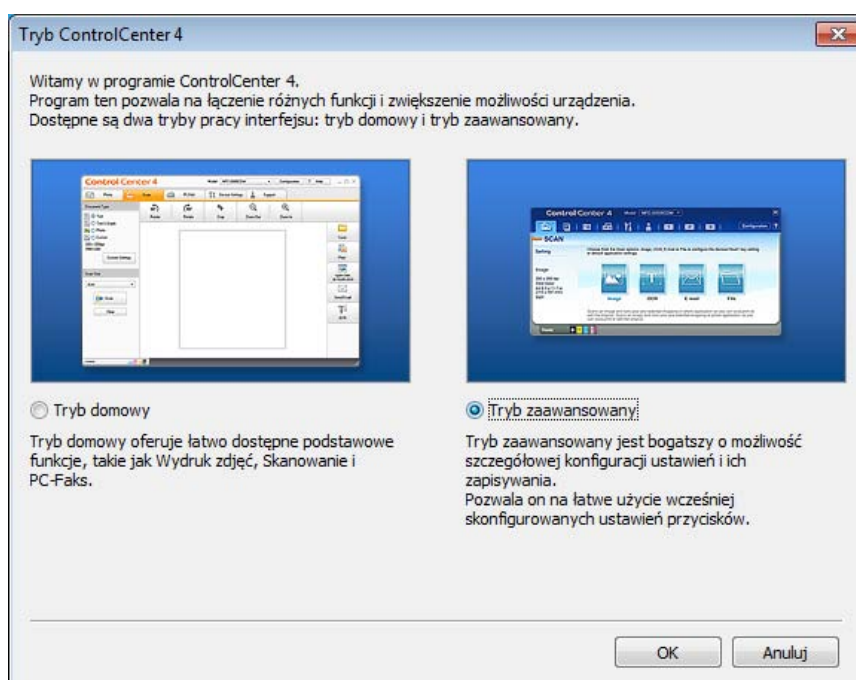 Tryb ControlCenter 4
Witamy w programie ControlCenter 4.
Program ten pozwala na łączenie różnych funkcji i zwiększenie możliwości urządzenia.
Dostępne są dwa tryby pracy interfejsu: tryb domowy i tryb zaawansowany.
ControlCenter 4
ControlCenter 4
SCAN
Image
OCR
E-mail
File
Tryb domowy
Tryb domowy oferuje łatwo dostępne podstawowe
funkcje, takie jak Wydruk zdjęć, Skanowanie i
PC-Faks.
Tryb zaawansowany
Tryb zaawansowany jest bogatszy o możliwość
szczegółowej konfiguracji ustawień i ich
zapisywania.
Pozwala on na łatwe użycie wcześniej
skonfigurowanych ustawień przycisków.
OK
Anuluj